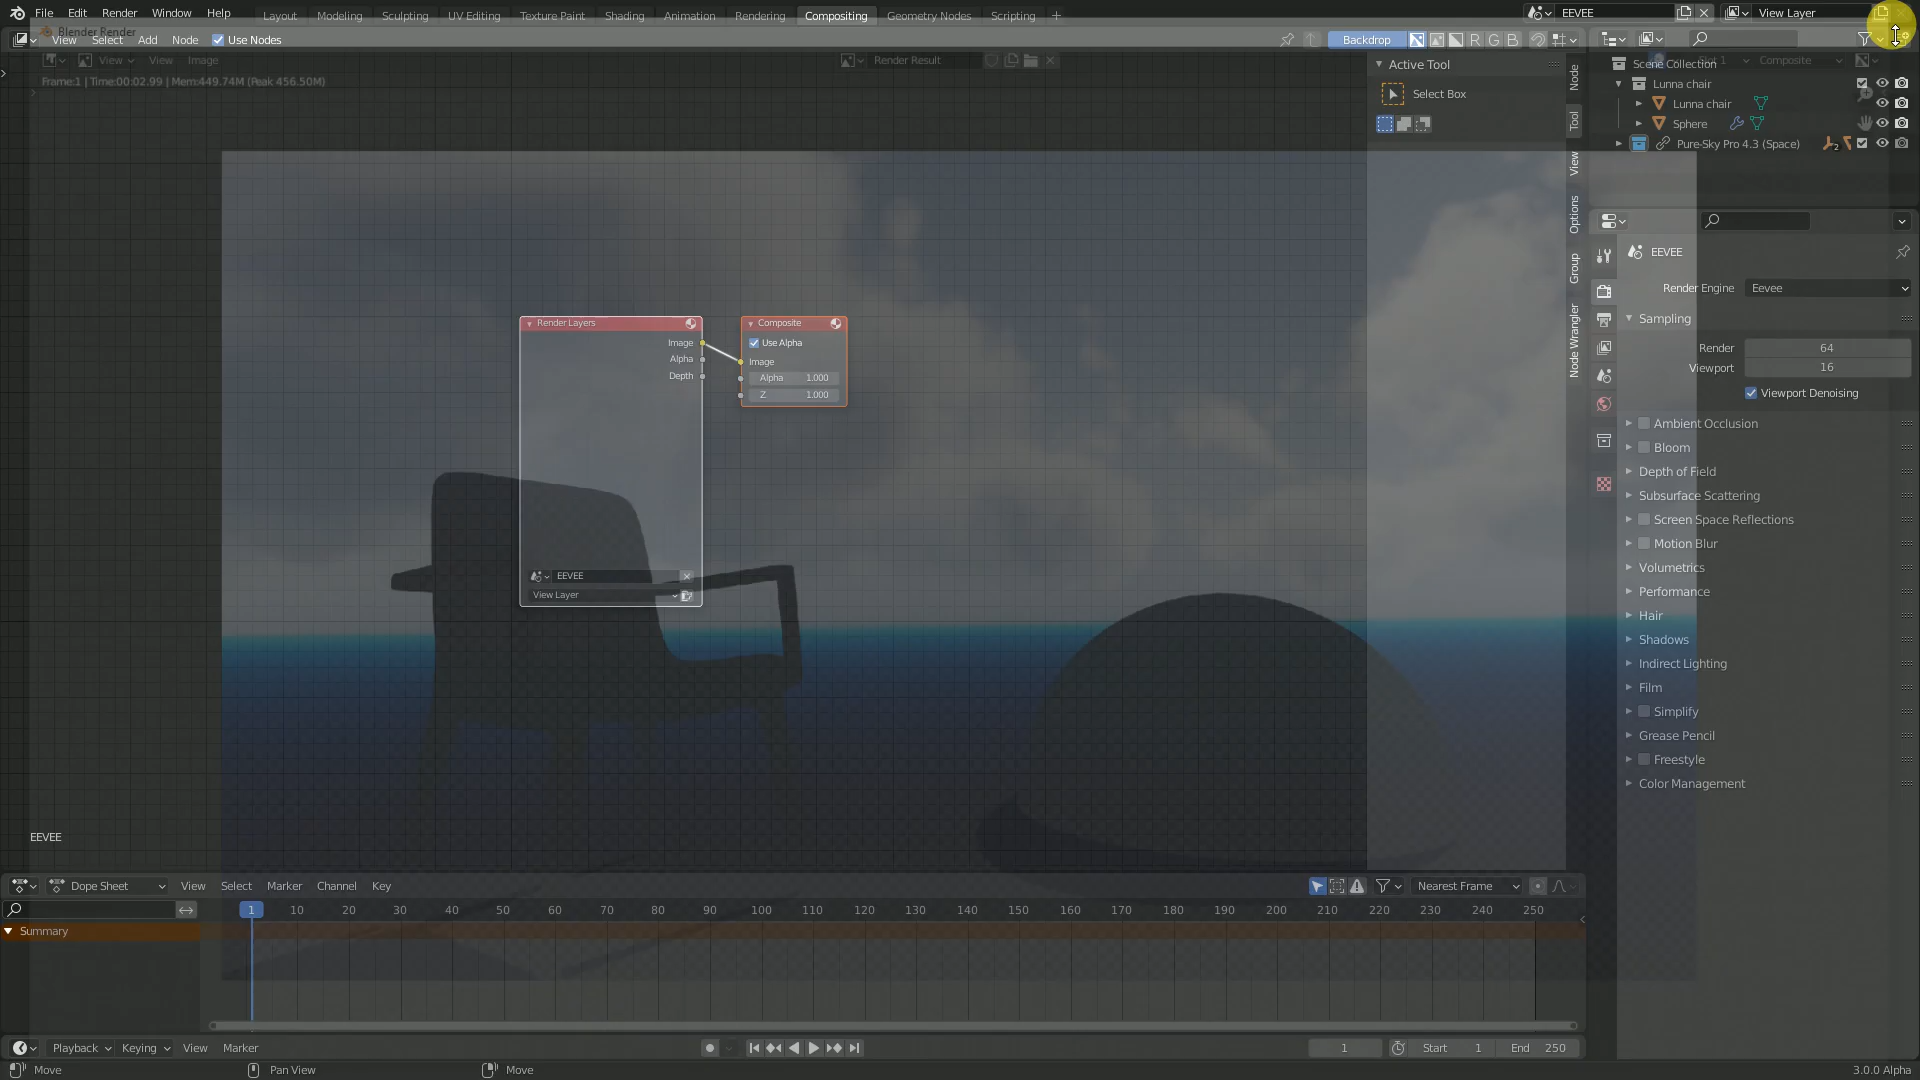 File Edit Render Window Help Layout Modeling Sculpting UV Editing Texture Paint Shading Animation Rendering Compositing Geometry Nodes Scripting + EEVEE View Layer
Blender Render
View Select Add Node Use Nodes Backdrop R G B
View View Image Render Result Slot 1 Composite
Frame:1 | Time:00:02.99 | Mem:449.74M (Peak 456.50M)
Active Tool
Select Box
Node
Tool
View
Options
Group
Node Wrangler
Scene Collection
Lunna chair
Lunna chair
Sphere
Pure-Sky Pro 4.3 (Space) 2
EEVEE
Render Engine Eevee
Sampling
Render 64
Viewport 16
Viewport Denoising
Ambient Occlusion
Bloom
Depth of Field
Subsurface Scattering
Screen Space Reflections
Motion Blur
Volumetrics
Performance
Hair
Shadows
Indirect Lighting
Film
Simplify
Grease Pencil
Freestyle
Color Management
Render Layers
Image
Alpha
Depth
EEVEE
View Layer
Composite
Use Alpha
Image
Alpha 1.000
Z 1.000
EEVEE
Dope Sheet View Select Marker Channel Key Nearest Frame
1 10 20 30 40 50 60 70 80 90 100 110 120 130 140 150 160 170 180 190 200 210 220 230 240 250
Summary
Playback Keying View Marker 1 Start 1 End 250
Move Pan View Move 3.0.0 Alpha